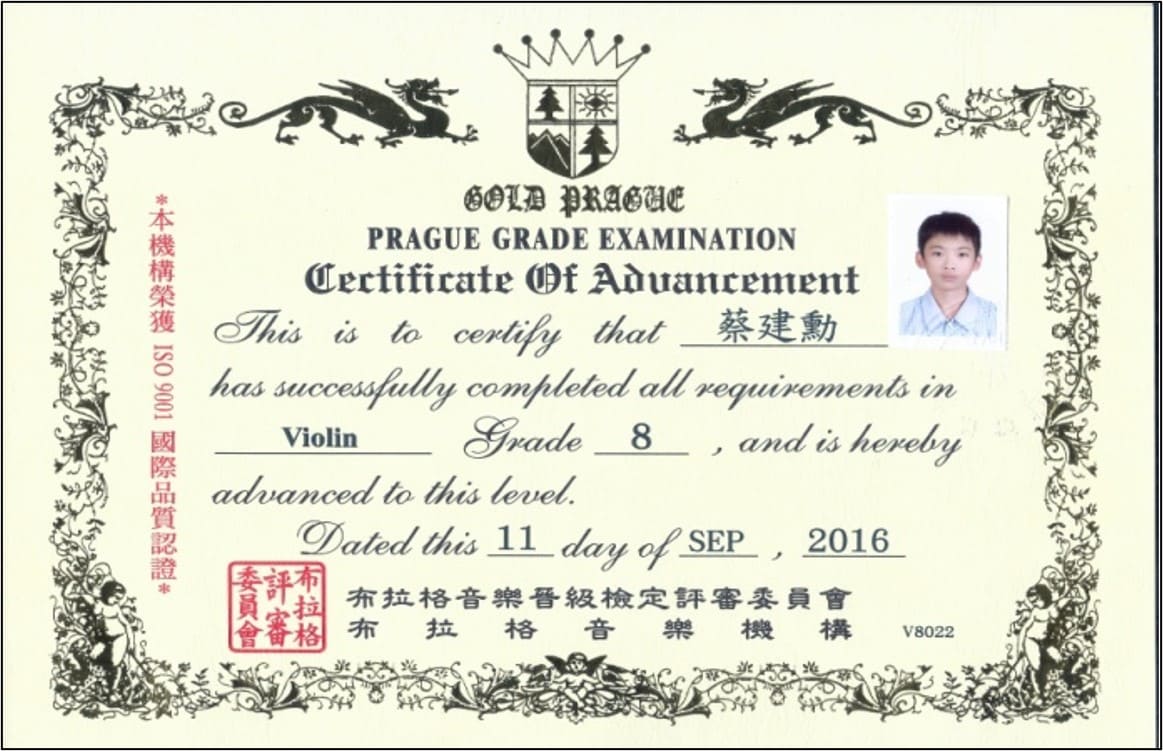 GOLD PRAGUE
PRAGUE GRADE EXAMINATION
Certificate Of Advancement
This is to certify that 蔡建勳
has successfully completed all requirements in
Violin Grade 8 , and is hereby
advanced to this level.
Dated this 11 day of SEP , 2016
布拉格音樂晉級檢定評審委員會
布拉格音樂機構 V8022
*本機構榮獲 ISO 9001 國際品質認證*
布拉格
評審
委員會